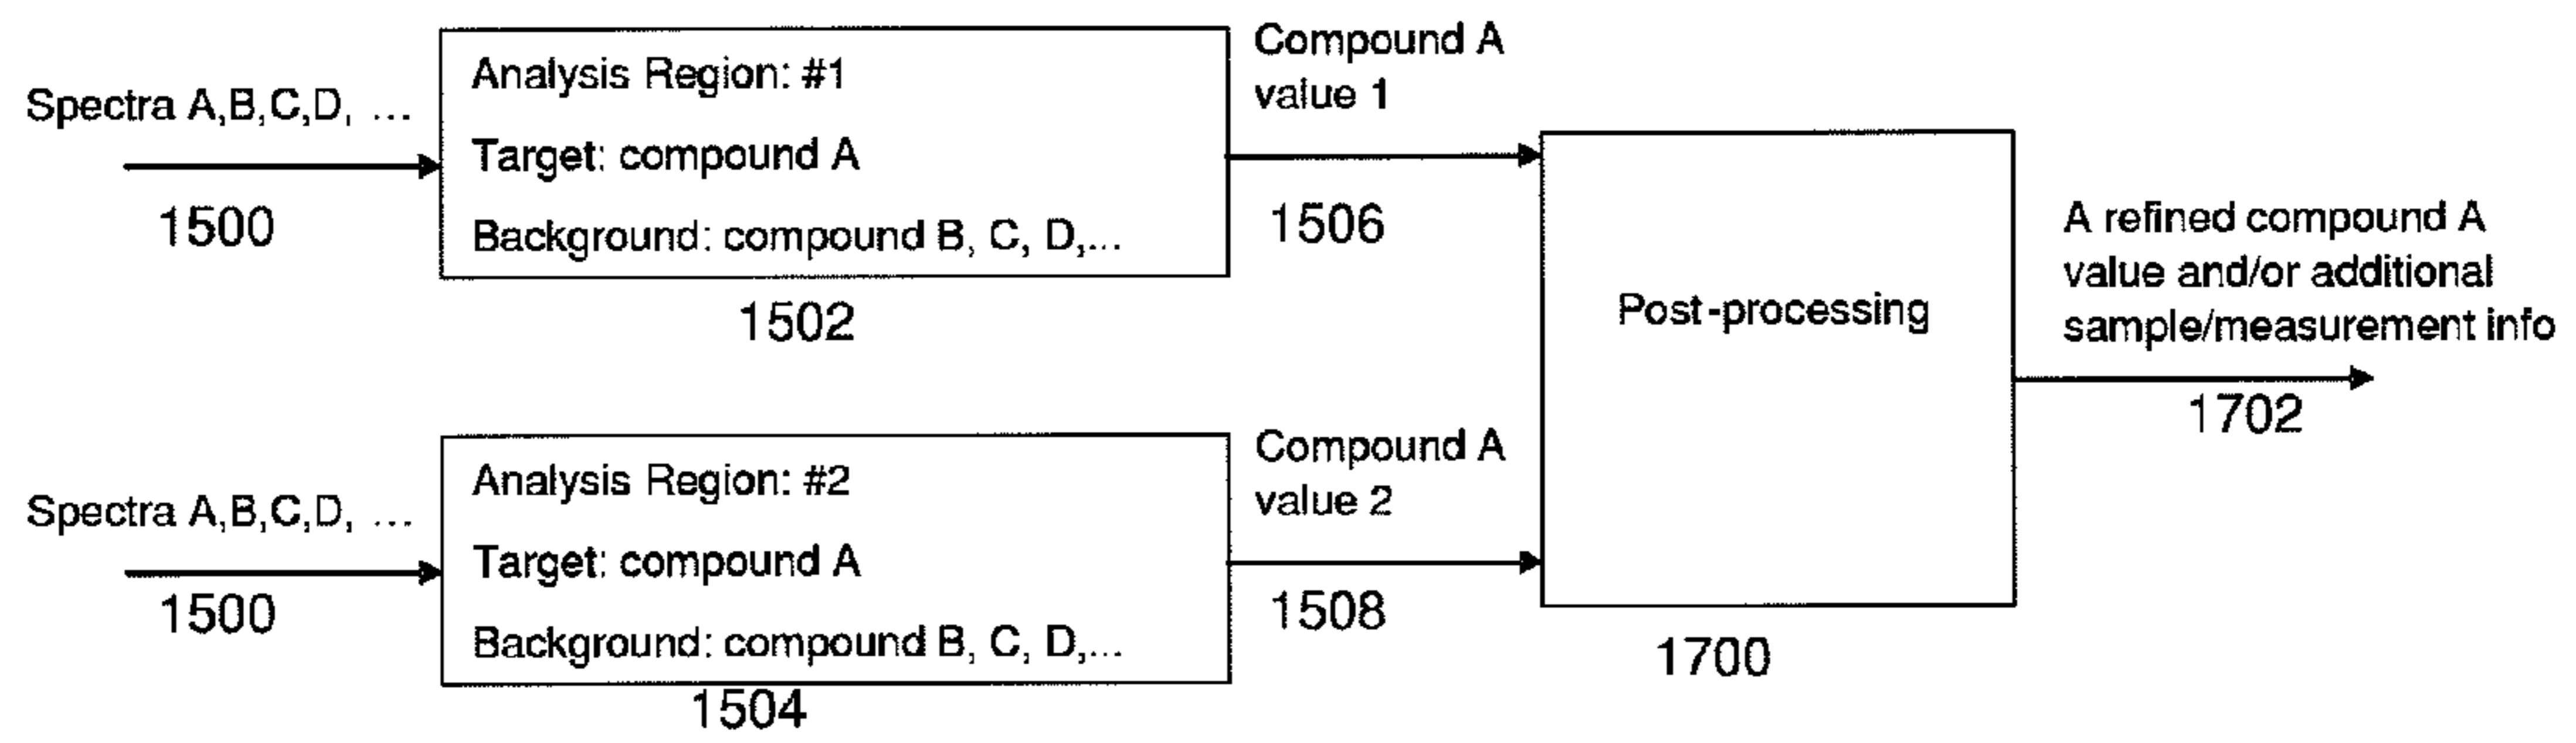 Spectra A,B,C,D, ...
1500
Analysis Region: #1
Target: compound A
Background: compound B, C, D,...
1502
Compound A
value 1
1506
Spectra A,B,C,D, ...
1500
Analysis Region: #2
Target: compound A
Background: compound B, C, D,...
1504
Compound A
value 2
1508
Post-processing
1700
A refined compound A
value and/or additional
sample/measurement info
1702